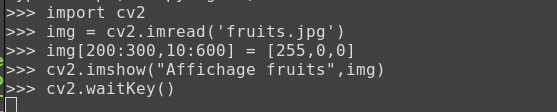 >>> import cv2
>>> img = cv2.imread('fruits.jpg')
>>> img[200:300,10:600] = [255,0,0]
>>> cv2.imshow("Affichage fruits",img)
>>> cv2.waitKey()